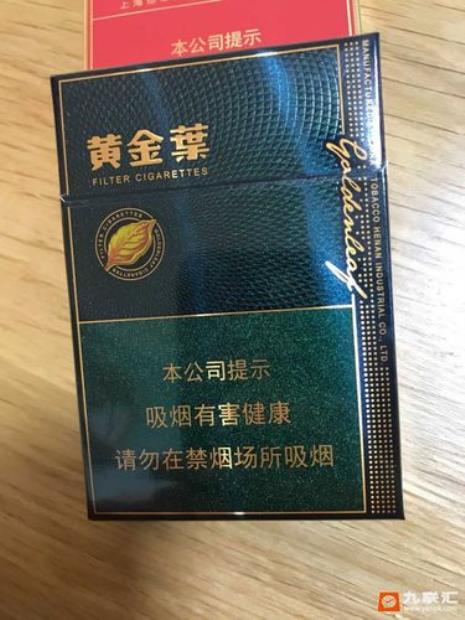 本公司提示
黄金葉
FILTER CIGARETTES
Goldenleaf
本公司提示
吸烟有害健康
请勿在禁烟场所吸烟
TOBACCO HENAN INDUSTRIAL CO., LTD
九联汇